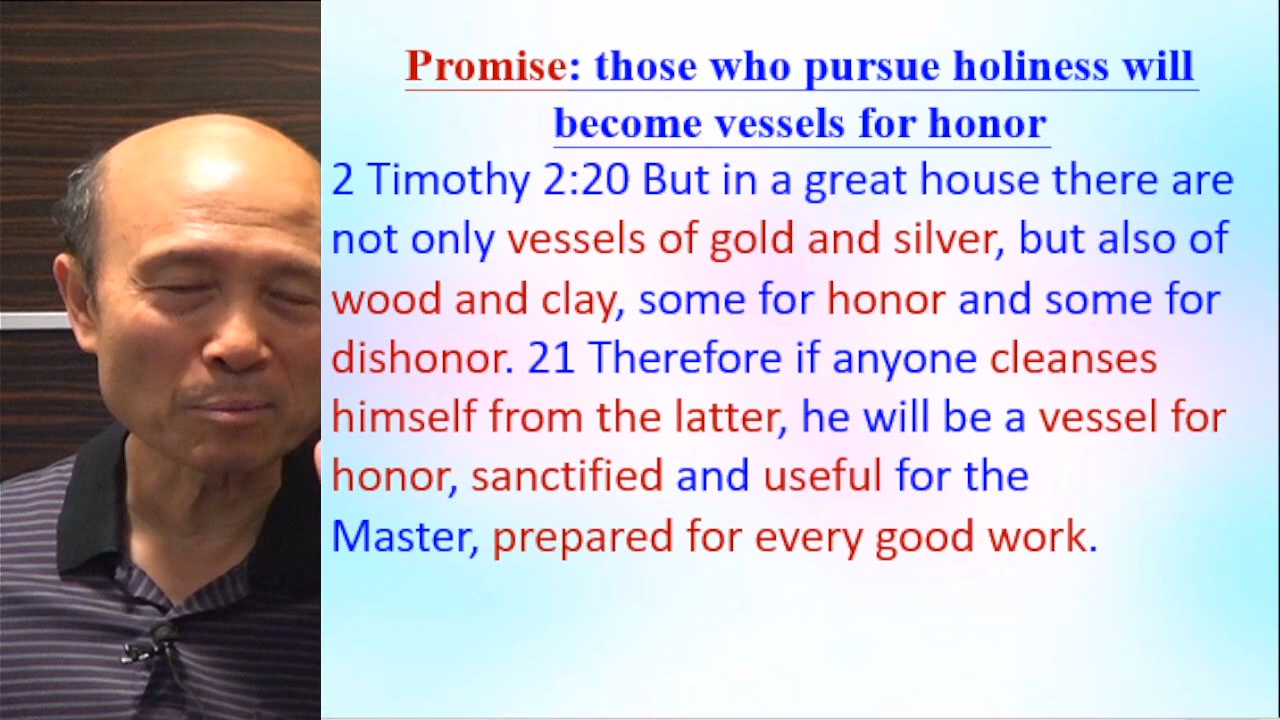 Promise: those who pursue holiness will
become vessels for honor
2 Timothy 2:20 But in a great house there are
not only vessels of gold and silver, but also of
wood and clay, some for honor and some for
dishonor. 21 Therefore if anyone cleanses
himself from the latter, he will be a vessel for
honor, sanctified and useful for the
Master, prepared for every good work.